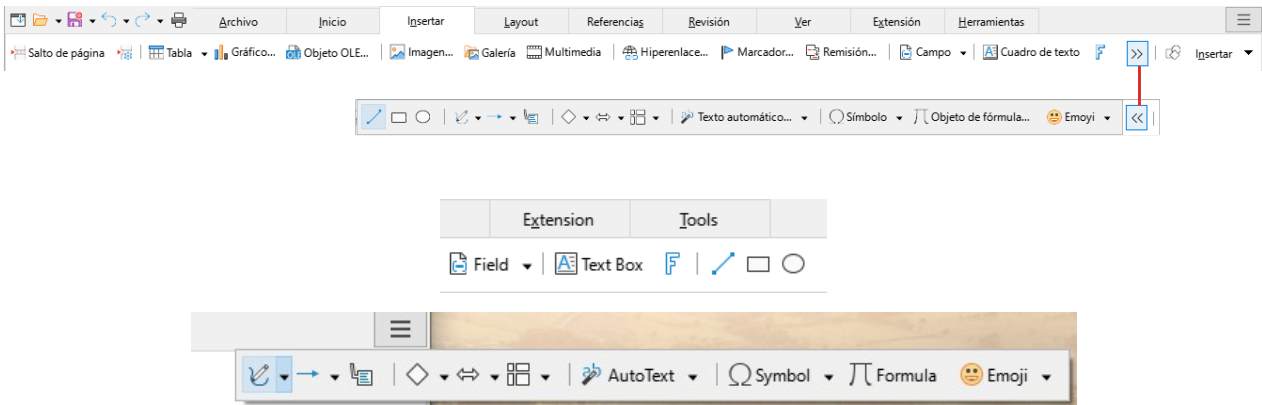 Archivo Inicio Insertar Layout Referencias Revisión Ver Extensión Herramientas
Salto de página Tabla Gráfico... Objeto OLE... Imagen... Galería Multimedia Hiperenlace... Marcador... Remisión... Campo Cuadro de texto Insertar
Texto automático... Símbolo Objeto de fórmula... Emoyi
Extension Tools
Field Text Box
AutoText Symbol Formula Emoji